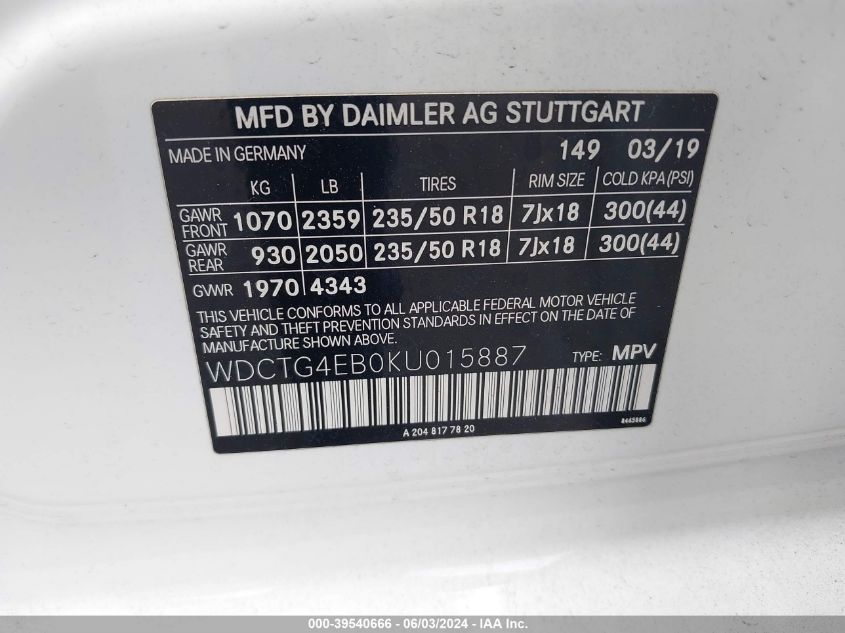 MFD BY DAIMLER AG STUTTGART
MADE IN GERMANY 149 03/19
KG LB TIRES RIM SIZE COLD KPA(PSI)
GAWR FRONT 1070 2359 235/50 R18 7Jx18 300(44)
GAWR REAR 930 2050 235/50 R18 7Jx18 300(44)
GVWR 1970 4343
THIS VEHICLE CONFORMS TO ALL APPLICABLE FEDERAL MOTOR VEHICLE
SAFETY AND THEFT PREVENTION STANDARDS IN EFFECT ON THE DATE OF
MANUFACTURE SHOWN ABOVE.
WDCTG4EB0KU015887 TYPE: MPV
A 204 817 78 20 8463886
000-39540666 - 06/03/2024 - IAA Inc.